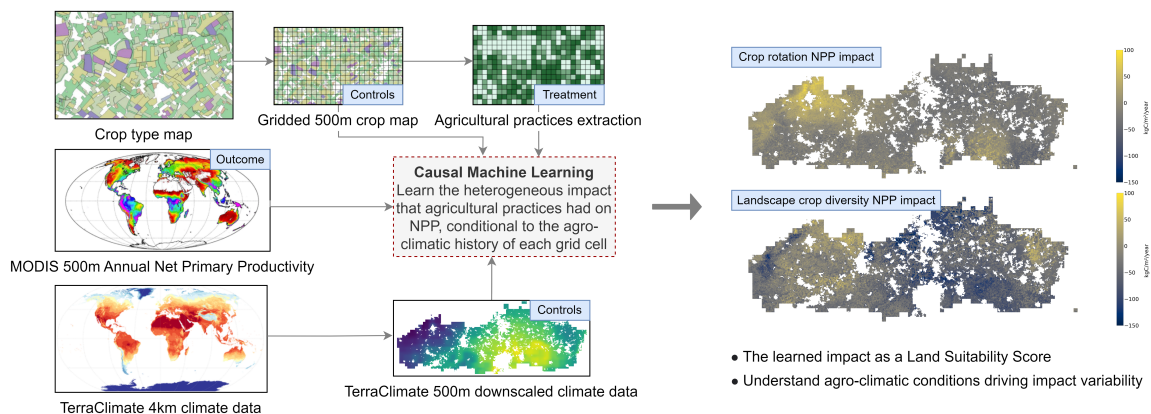 Crop type map
Controls
Gridded 500m crop map
Treatment
Agricultural practices extraction
Outcome
MODIS 500m Annual Net Primary Productivity
Causal Machine Learning
Learn the heterogeneous impact
that agricultural practices had on
NPP, conditional to the agro-
climatic history of each grid cell
TerraClimate 4km climate data
Controls
TerraClimate 500m downscaled climate data
Crop rotation NPP impact
100
50
0
−50
−100
−150
kgC/m²/year
Landscape crop diversity NPP impact
100
50
0
−50
−100
−150
kgC/m²/year
● The learned impact as a Land Suitability Score
● Understand agro-climatic conditions driving impact variability